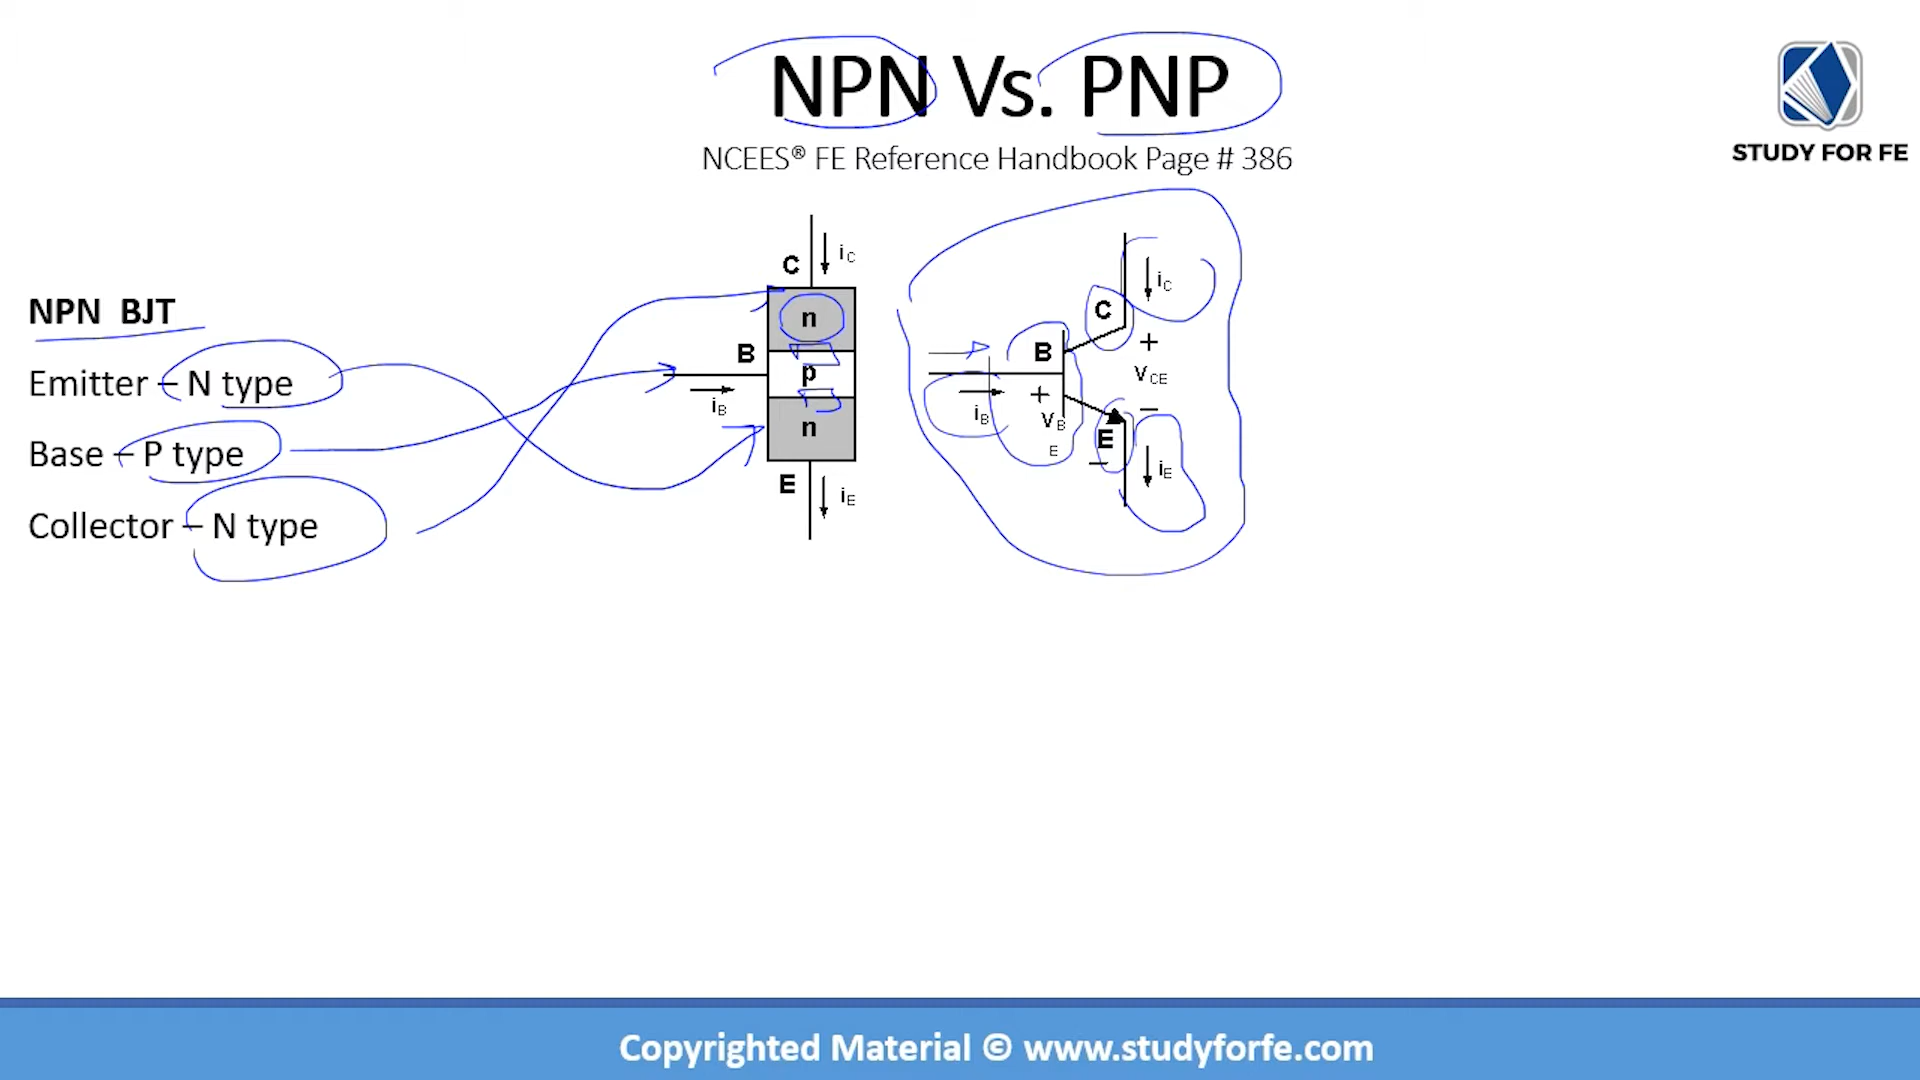 NPN Vs. PNP
NCEES® FE Reference Handbook Page # 386
STUDY FOR FE
NPN BJT
Emitter – N type
Base – P type
Collector – N type
C
iC
n
B
p
iB
n
E
iE
C
iC
+
B
VCE
iB
+
VB
E
–
E
–
iE
Copyrighted Material © www.studyforfe.com